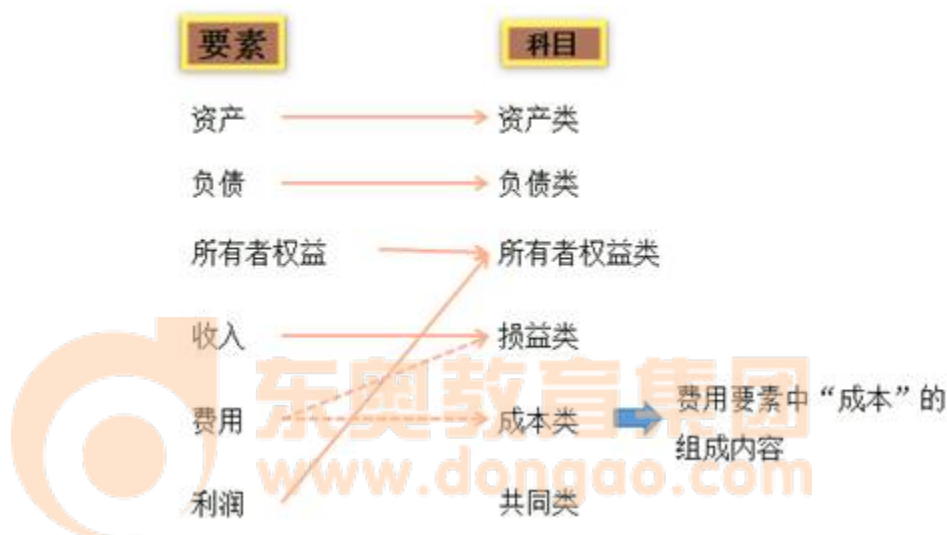 要素 科目
资产 资产类
负债 负债类
所有者权益 所有者权益类
收入 损益类
费用 成本类 费用要素中“成本”的
组成内容
利润 共同类
东奥教育集团
www.dongao.com